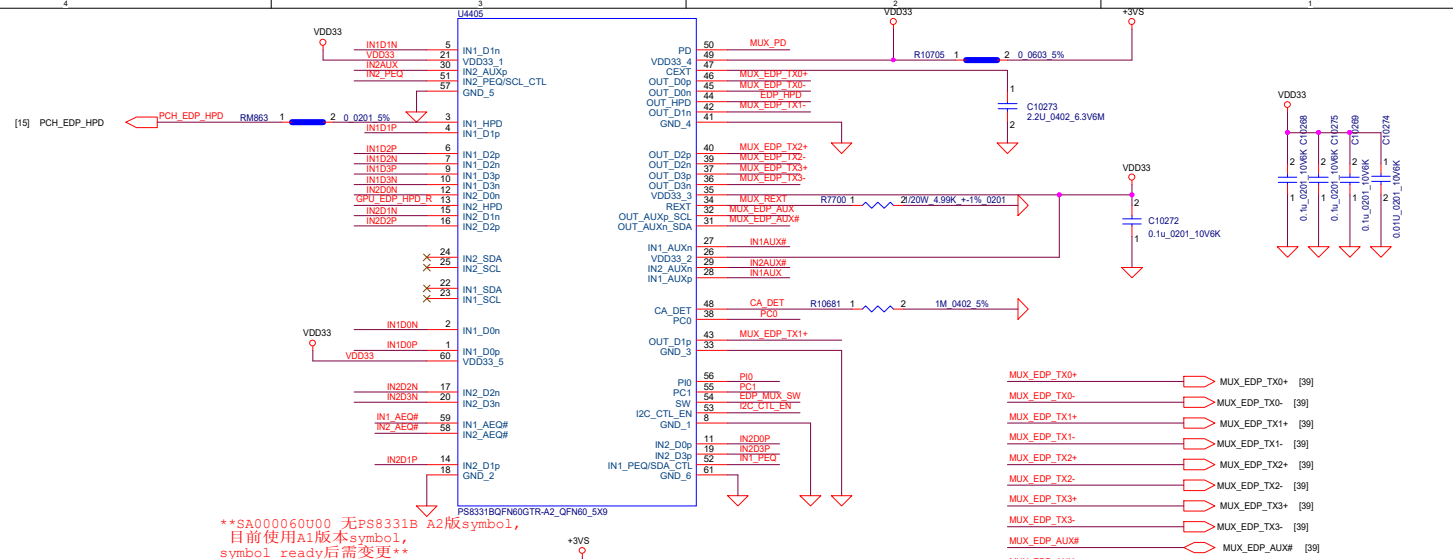 4
3
2
1
U4405
VDD33
IN1D1N 5 IN1_D1n
VDD33 21 VDD33_1
IN2AUX 30 IN2_AUXp
IN2_PEQ 51 IN2_PEQ/SCL_CTL
57 GND_5
[15] PCH_EDP_HPD
PCH_EDP_HPD RM863 1 2 0_0201_5% 3 IN1_HPD
IN1D1P 4 IN1_D1p
IN1D2P 6 IN1_D2p
IN1D2N 7 IN1_D2n
IN1D3P 9 IN1_D3p
IN1D3N 10 IN1_D3n
IN2D0N 12 IN2_D0n
GPU_EDP_HPD_R 13 IN2_HPD
IN2D1N 15 IN2_D1n
IN2D2P 16 IN2_D2p
24 IN2_SDA
25 IN2_SCL
22 IN1_SDA
23 IN1_SCL
IN1D0N 2 IN1_D0n
VDD33
IN1D0P 1 IN1_D0p
VDD33 60 VDD33_5
IN2D2N 17 IN2_D2n
IN2D3N 20 IN2_D3n
IN1_AEQ# 59 IN1_AEQ#
IN2_AEQ# 58 IN2_AEQ#
IN2D1P 14 IN2_D1p
18 GND_2
PS8331BQFN60GTR-A2_QFN60_5X9
**SA000060U00 无PS8331B A2版symbol,
目前使用A1版本symbol,
symbol ready后需变更**
+3VS
PD 50 MUX_PD
VDD33_4 49
CEXT 47
OUT_D0p 46 MUX_EDP_TX0+
OUT_D0n 45 MUX_EDP_TX0-
OUT_HPD 44 EDP_HPD
OUT_D1n 42 MUX_EDP_TX1-
GND_4 41
OUT_D2p 40 MUX_EDP_TX2+
OUT_D2n 39 MUX_EDP_TX2-
OUT_D3p 37 MUX_EDP_TX3+
OUT_D3n 36 MUX_EDP_TX3-
VDD33_3 35
REXT 34 MUX_REXT R7700 1 2 1/20W_4.99K_+-1%_0201
OUT_AUXp_SCL 32 MUX_EDP_AUX
OUT_AUXn_SDA 31 MUX_EDP_AUX#
IN1_AUXn 27 IN1AUX#
VDD33_2 26
IN2_AUXn 29 IN2AUX#
IN1_AUXp 28 IN1AUX
CA_DET 48 CA_DET R10681 1 2 1M_0402_5%
PC0 38 PC0
OUT_D1p 43 MUX_EDP_TX1+
GND_3 33
PI0 56 PI0
PC1 55 PC1
SW 54 EDP_MUX_SW
I2C_CTL_EN 53 I2C_CTL_EN
GND_1 8
IN2_D0p 11 IN2D0P
IN2_D3p 19 IN2D3P
IN1_PEQ/SDA_CTL 52 IN1_PEQ
GND_6 61
VDD33
+3VS
R10705 1 2 0_0603_5%
1
C10273
2.2U_0402_6.3V6M
2
VDD33
2
C10272
0.1u_0201_10V6K
1
VDD33
2 1 0.1u_0201_10V6K C10268
2 1 0.1u_0201_10V6K C10275
2 1 0.1u_0201_10V6K C10269
1 2 0.01U_0201_10V6K C10274
MUX_EDP_TX0+ MUX_EDP_TX0+ [39]
MUX_EDP_TX0- MUX_EDP_TX0- [39]
MUX_EDP_TX1+ MUX_EDP_TX1+ [39]
MUX_EDP_TX1- MUX_EDP_TX1- [39]
MUX_EDP_TX2+ MUX_EDP_TX2+ [39]
MUX_EDP_TX2- MUX_EDP_TX2- [39]
MUX_EDP_TX3+ MUX_EDP_TX3+ [39]
MUX_EDP_TX3- MUX_EDP_TX3- [39]
MUX_EDP_AUX# MUX_EDP_AUX# [39]